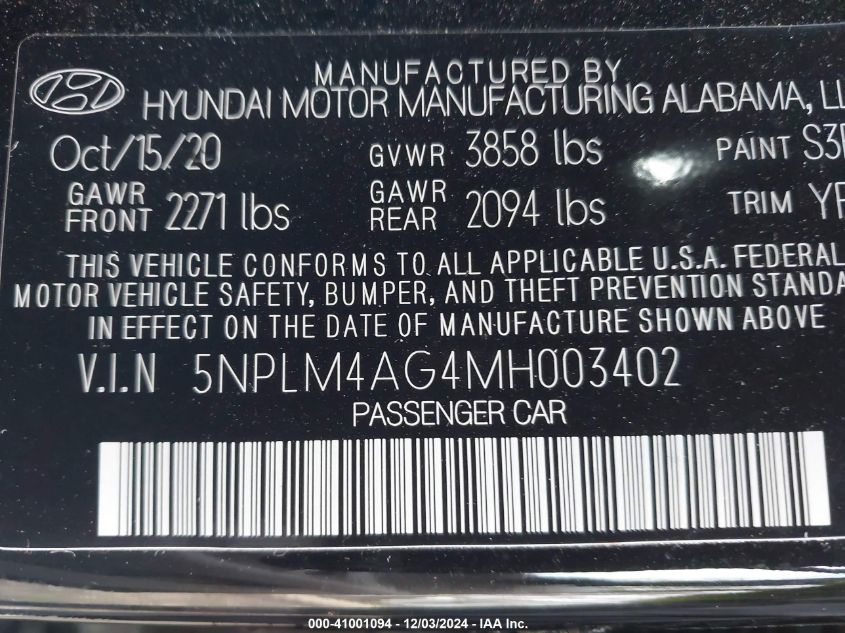 MANUFACTURED BY
HYUNDAI MOTOR MANUFACTURING ALABAMA, LL
Oct/15/20 GVWR 3858 lbs PAINT S3
GAWR FRONT 2271 lbs GAWR REAR 2094 lbs TRIM Y
THIS VEHICLE CONFORMS TO ALL APPLICABLE U.S.A. FEDERAL
MOTOR VEHICLE SAFETY, BUMPER, AND THEFT PREVENTION STANDA
IN EFFECT ON THE DATE OF MANUFACTURE SHOWN ABOVE
V.I.N 5NPLM4AG4MH003402
PASSENGER CAR
000-41001094 - 12/03/2024 - IAA Inc.